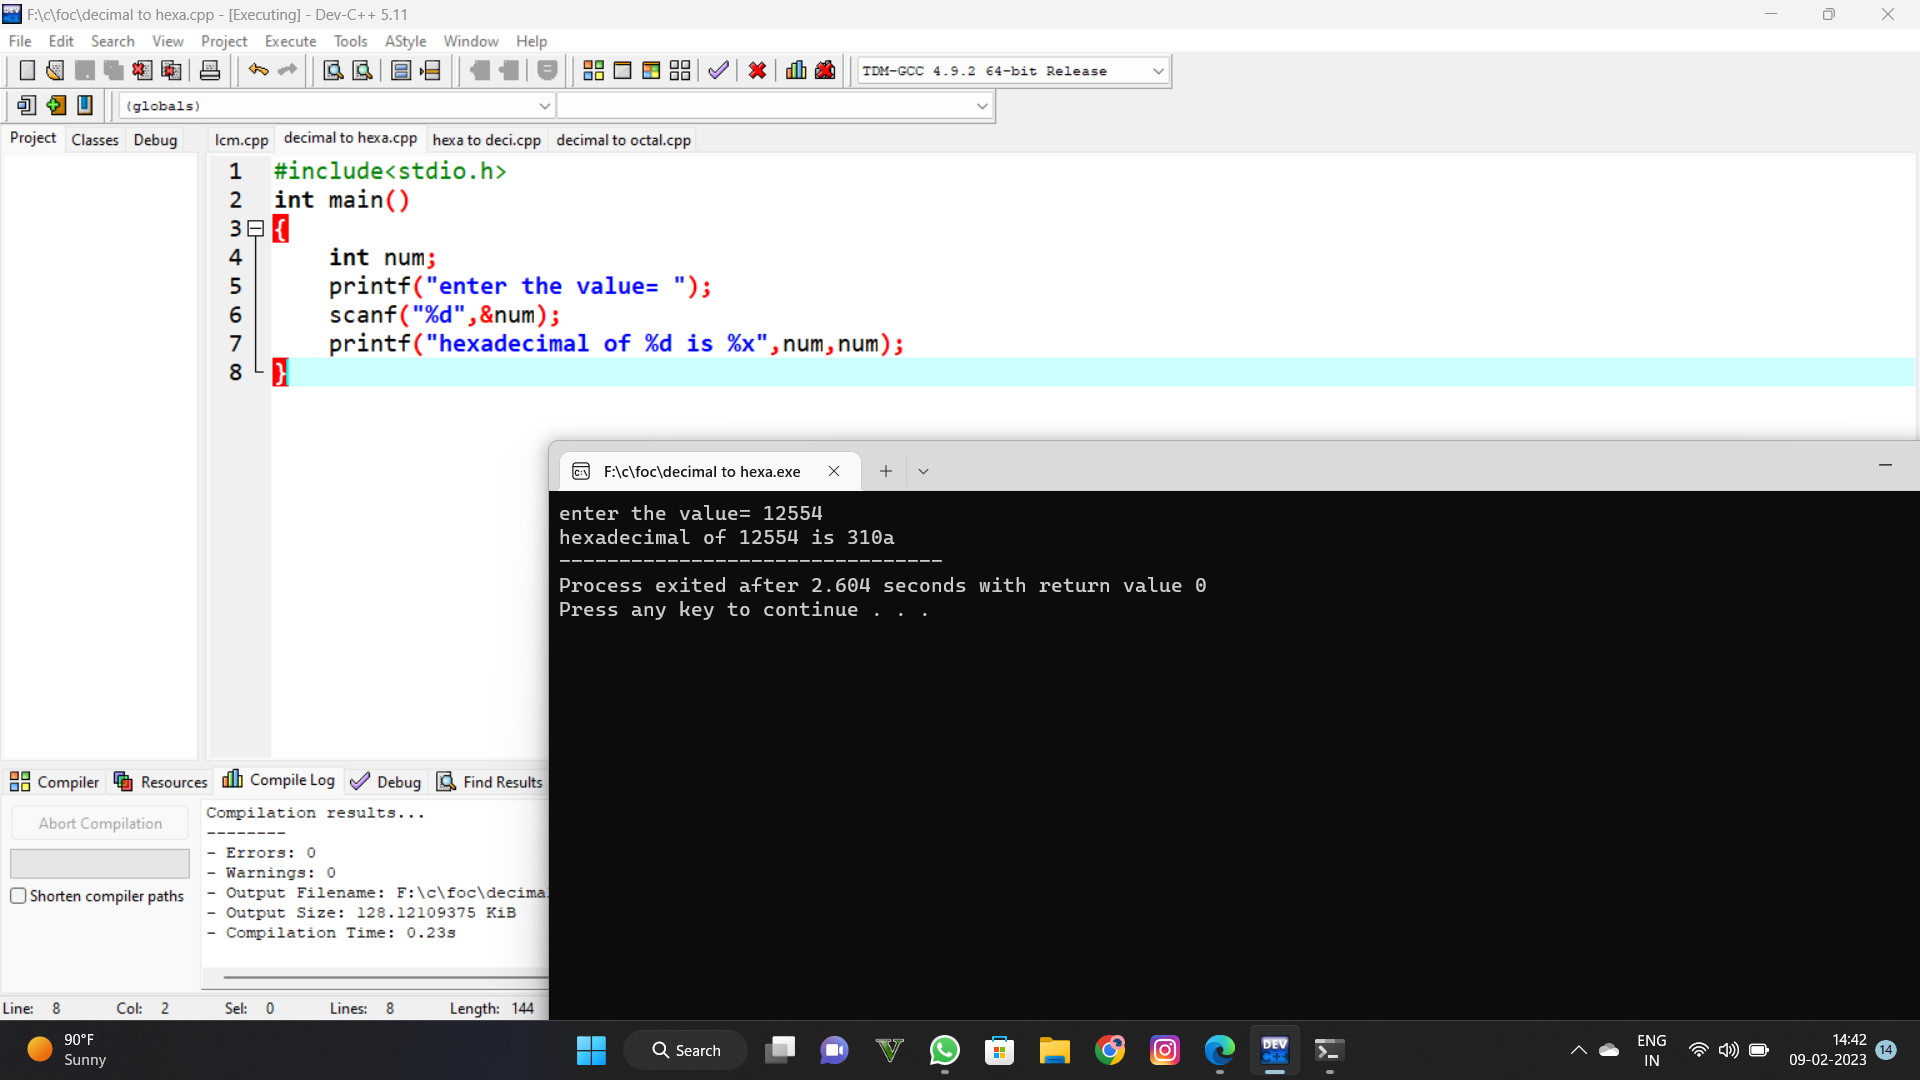 F:\c\foc\decimal to hexa.cpp - [Executing] - Dev-C++ 5.11
File Edit Search View Project Execute Tools AStyle Window Help
TDM-GCC 4.9.2 64-bit Release
(globals)
Project Classes Debug lcm.cpp decimal to hexa.cpp hexa to deci.cpp decimal to octal.cpp
1 #include<stdio.h>
2 int main()
3 {
4 int num;
5 printf("enter the value= ");
6 scanf("%d",&num);
7 printf("hexadecimal of %d is %x",num,num);
8 }
F:\c\foc\decimal to hexa.exe
enter the value= 12554
hexadecimal of 12554 is 310a
--------------------------------
Process exited after 2.604 seconds with return value 0
Press any key to continue . . .
Compiler Resources Compile Log Debug Find Results
Abort Compilation
Shorten compiler paths
Compilation results...
--------
- Errors: 0
- Warnings: 0
- Output Filename: F:\c\foc\decima
- Output Size: 128.12109375 KiB
- Compilation Time: 0.23s
Line: 8 Col: 2 Sel: 0 Lines: 8 Length: 144
90°F
Sunny
Search
DEV
C++
ENG
IN
14:42
09-02-2023
14